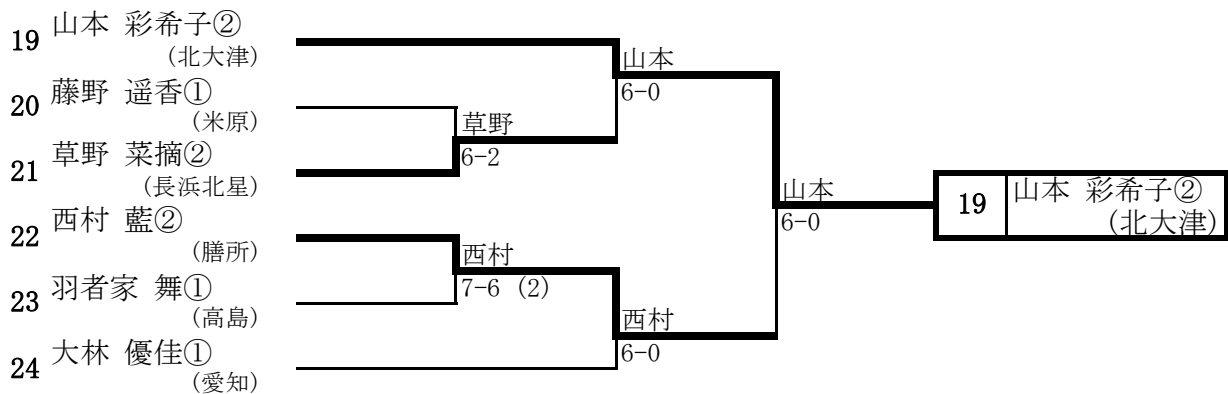 19 山本 彩希子②
(北大津)
20 藤野 遥香①
(米原)
21 草野 菜摘②
(長浜北星)
22 西村 藍②
(膳所)
23 羽者家 舞①
(高島)
24 大林 優佳①
(愛知)
草野
6-2
西村
7-6 (2)
山本
6-0
西村
6-0
山本
6-0
19 山本 彩希子②
(北大津)